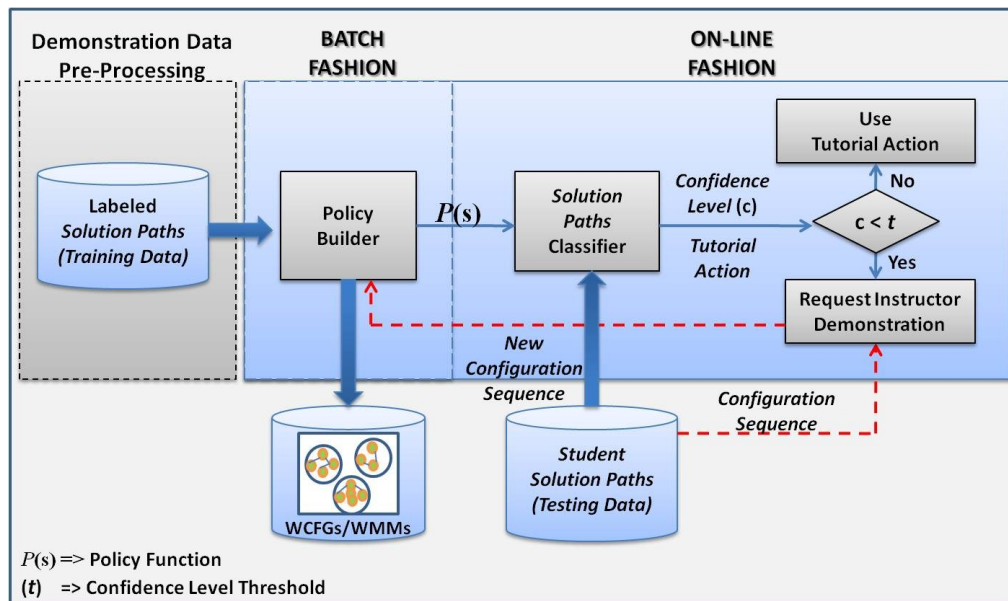 Demonstration Data
Pre-Processing
BATCH
FASHION
ON-LINE
FASHION
Labeled
Solution Paths
(Training Data)
Policy
Builder
P(s)
Solution
Paths
Classifier
Confidence
Level (c)
Tutorial
Action
Use
Tutorial Action
No
c < t
Yes
Request Instructor
Demonstration
New
Configuration
Sequence
Configuration
Sequence
Student
Solution Paths
(Testing Data)
WCFGs/WMMs
P(s) => Policy Function
(t) => Confidence Level Threshold